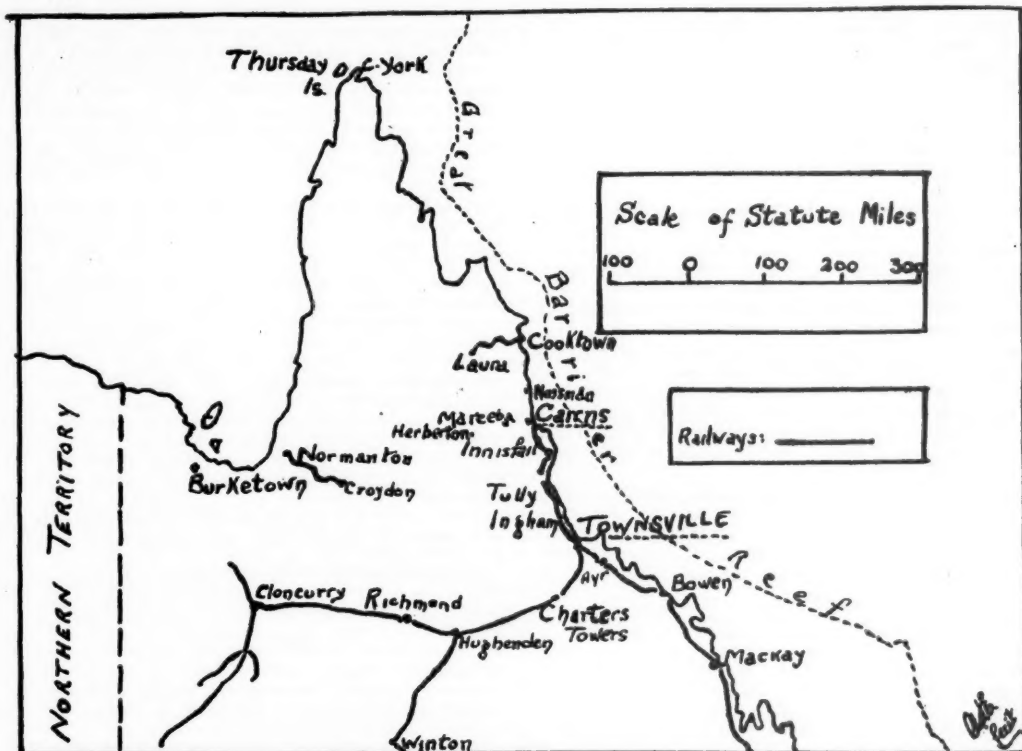 Thursday Is.
C. York
Great Barrier Reef
Scale of Statute Miles
100 0 100 200 300
Cooktown
Laura
Mossman
Mareeba
Cairns
Herberton
Innisfail
Railways:
Normanton
Croydon
Burketown
Tully
Ingham
TOWNSVILLE
Ayr
Bowen
Cloncurry
Richmond
Hughenden
Charters Towers
Mackay
Winton
NORTHERN TERRITORY